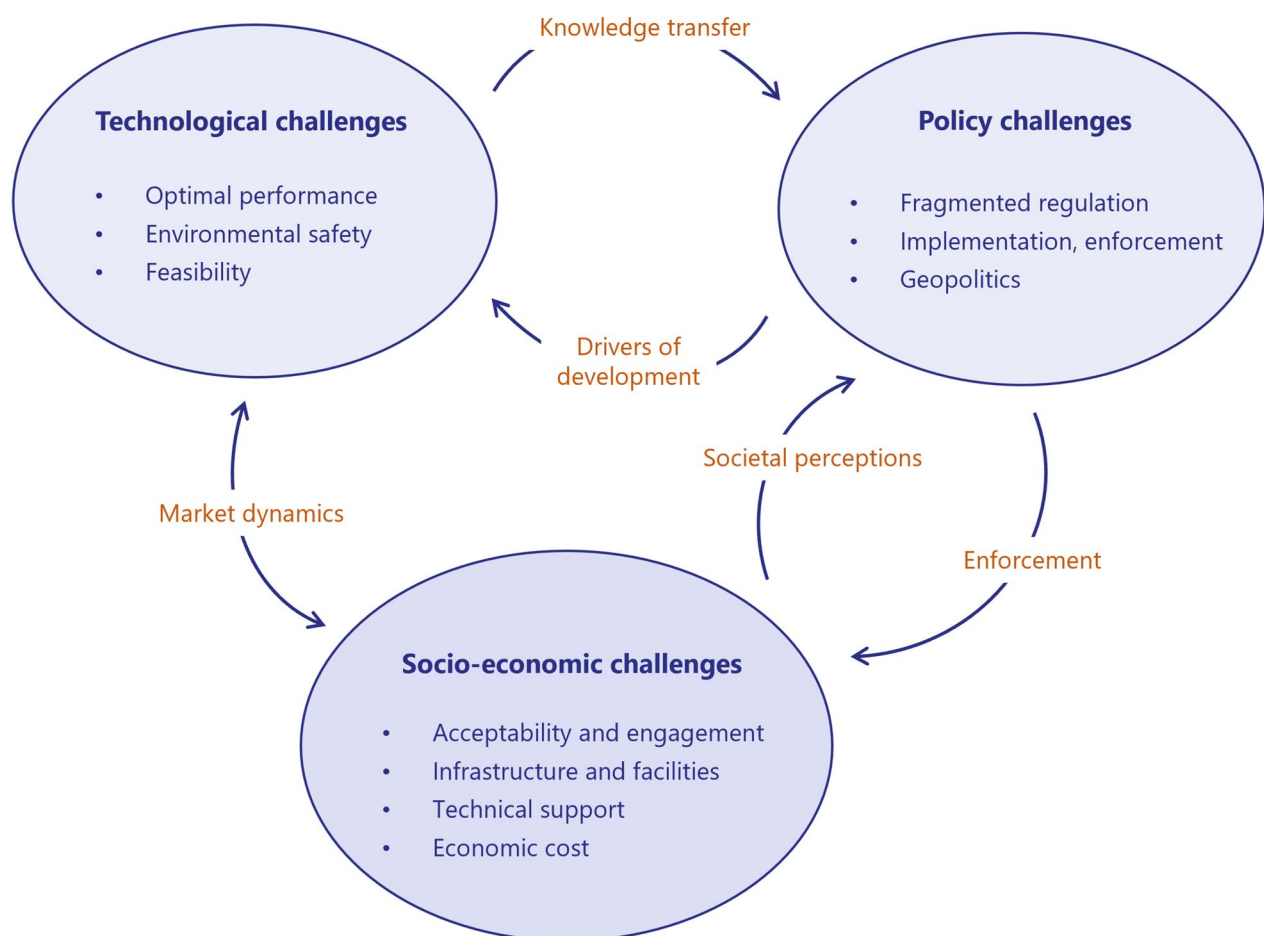 Knowledge transfer
Technological challenges
• Optimal performance
• Environmental safety
• Feasibility
Policy challenges
• Fragmented regulation
• Implementation, enforcement
• Geopolitics
Drivers of
development
Societal perceptions
Market dynamics
Enforcement
Socio-economic challenges
• Acceptability and engagement
• Infrastructure and facilities
• Technical support
• Economic cost